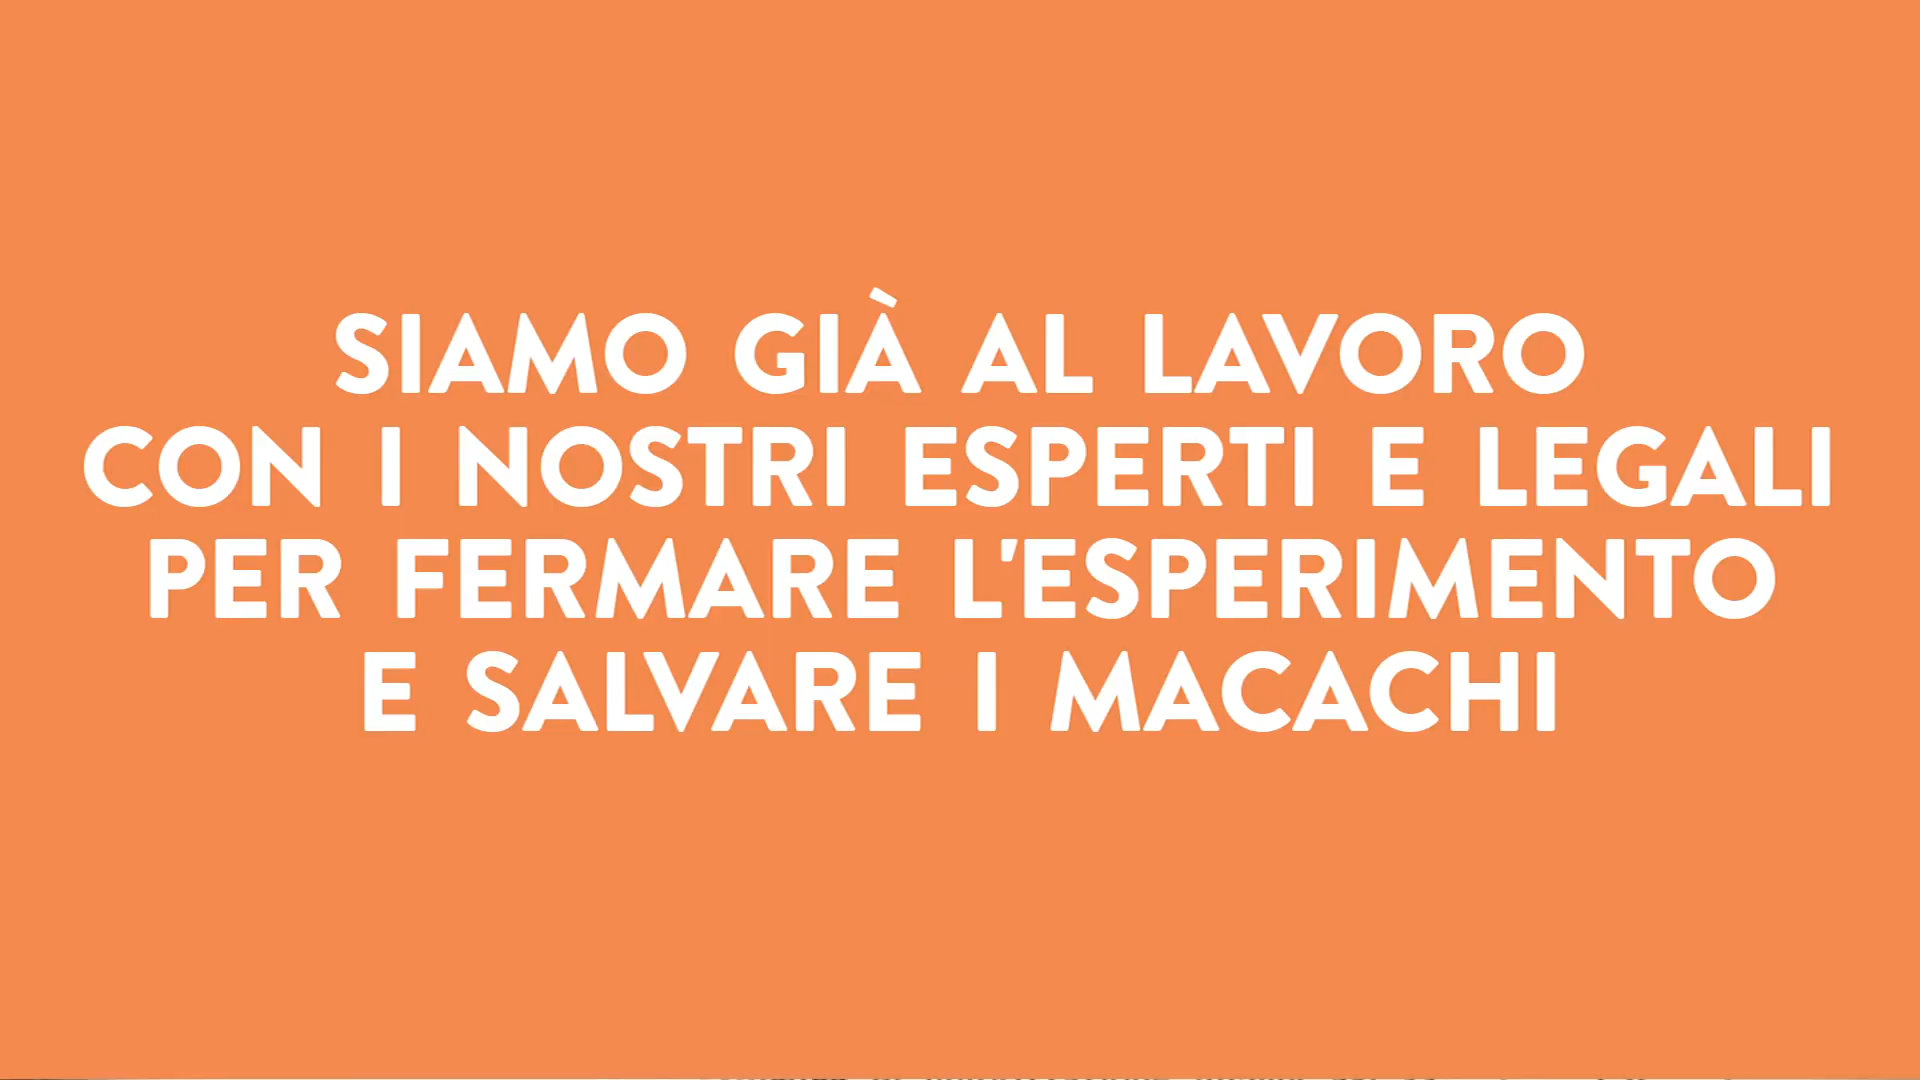 SIAMO GIÀ AL LAVORO
CON I NOSTRI ESPERTI E LEGALI
PER FERMARE L'ESPERIMENTO
E SALVARE I MACACHI